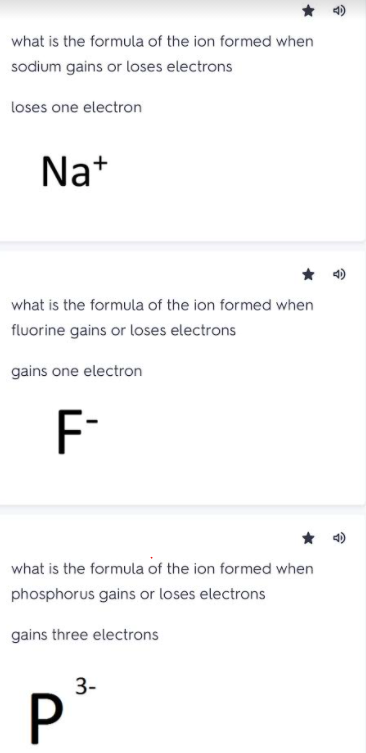 what is the formula of the ion formed when
sodium gains or loses electrons
loses one electron
Na⁺
what is the formula of the ion formed when
fluorine gains or loses electrons
gains one electron
F⁻
what is the formula of the ion formed when
phosphorus gains or loses electrons
gains three electrons
P³⁻